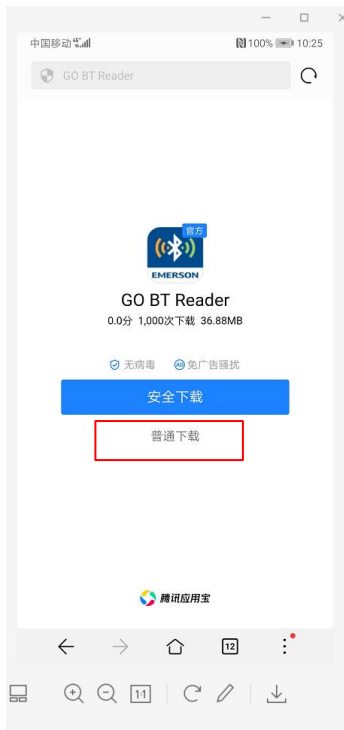 中国移动 4G 100% 10:25
GO BT Reader
官方
EMERSON
GO BT Reader
0.0分 1,000次下载 36.88MB
无病毒 AD 免广告骚扰
安全下载
普通下载
腾讯应用宝
12
1:1